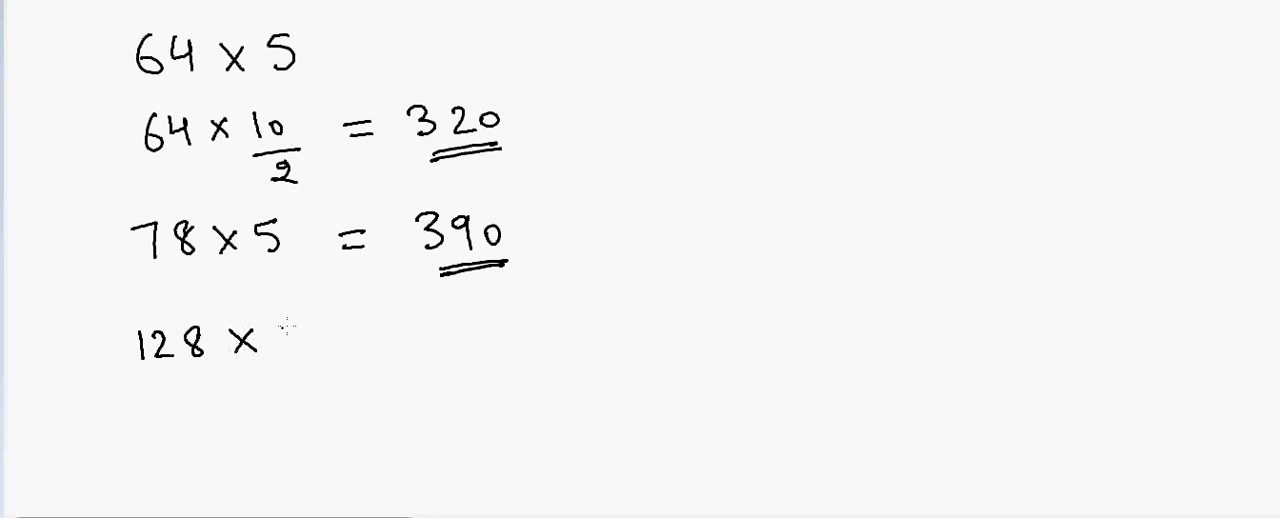 64 × 5
64 × 10/2 = 320
78 × 5 = 390
128 ×